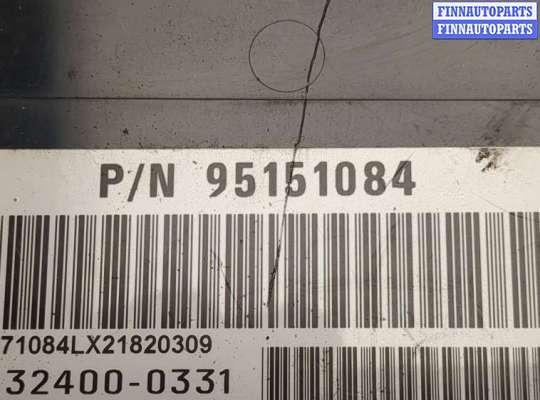 FINNAUTOPARTS
FINNAUTOPARTS
P/N 95151084
71084LX21820309
32400-0331